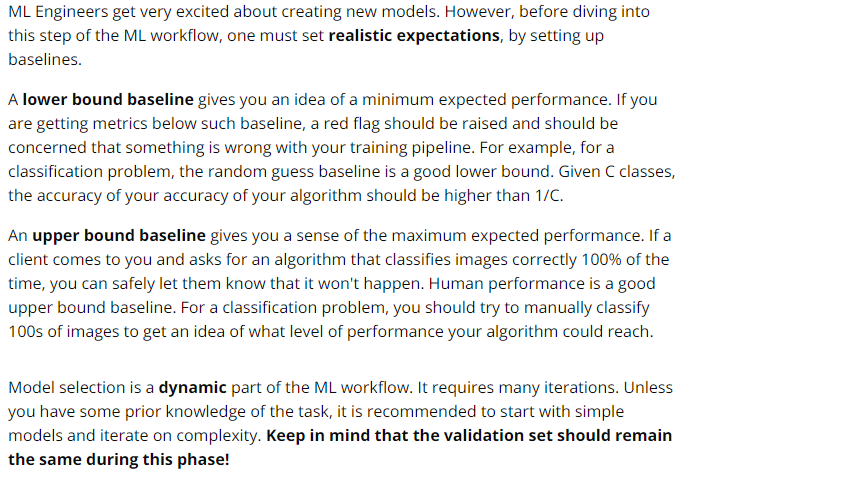 ML Engineers get very excited about creating new models. However, before diving into
this step of the ML workflow, one must set realistic expectations, by setting up
baselines.
A lower bound baseline gives you an idea of a minimum expected performance. If you
are getting metrics below such baseline, a red flag should be raised and should be
concerned that something is wrong with your training pipeline. For example, for a
classification problem, the random guess baseline is a good lower bound. Given C classes,
the accuracy of your accuracy of your algorithm should be higher than 1/C.
An upper bound baseline gives you a sense of the maximum expected performance. If a
client comes to you and asks for an algorithm that classifies images correctly 100% of the
time, you can safely let them know that it won't happen. Human performance is a good
upper bound baseline. For a classification problem, you should try to manually classify
100s of images to get an idea of what level of performance your algorithm could reach.
Model selection is a dynamic part of the ML workflow. It requires many iterations. Unless
you have some prior knowledge of the task, it is recommended to start with simple
models and iterate on complexity. Keep in mind that the validation set should remain
the same during this phase!